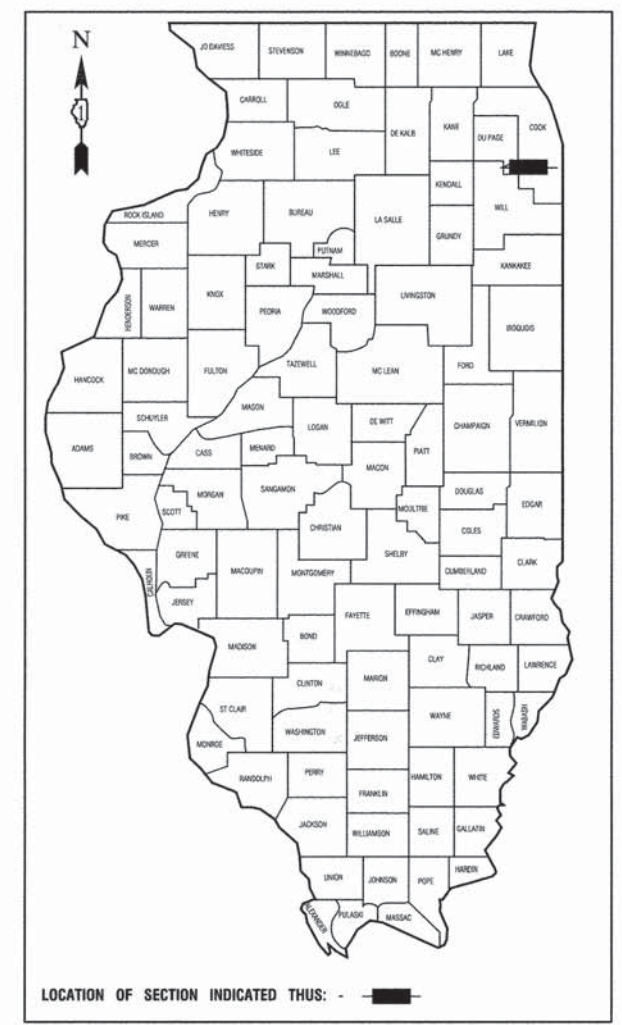 N
1
JO DAVIESS STEVENSON WINNEBAGO BOONE MC HENRY LAKE
CARROLL OGLE DE KALB KANE DU PAGE COOK
WHITESIDE LEE
KENDALL WILL
ROCK ISLAND HENRY BUREAU LA SALLE
MERCER PUTNAM GRUNDY
STARK MARSHALL KANKAKEE
HENDERSON WARREN KNOX PEORIA WOODFORD LIVINGSTON IROQUOIS
HANCOCK MC DONOUGH FULTON TAZEWELL MC LEAN FORD
SCHUYLER MASON LOGAN DE WITT CHAMPAIGN VERMILION
ADAMS BROWN CASS MENARD MACON PIATT
PIKE SCOTT MORGAN SANGAMON CHRISTIAN MOULTRIE DOUGLAS EDGAR
COLES
CALHOUN GREENE MACOUPIN MONTGOMERY SHELBY CUMBERLAND CLARK
JERSEY FAYETTE EFFINGHAM JASPER CRAWFORD
MADISON BOND CLAY RICHLAND LAWRENCE
CLINTON MARION
ST CLAIR WASHINGTON WAYNE EDWARDS WABASH
MONROE JEFFERSON
RANDOLPH PERRY HAMILTON WHITE
FRANKLIN
JACKSON WILLIAMSON SALINE GALLATIN
UNION JOHNSON POPE HARDIN
ALEXANDER PULASKI MASSAC
LOCATION OF SECTION INDICATED THUS: -